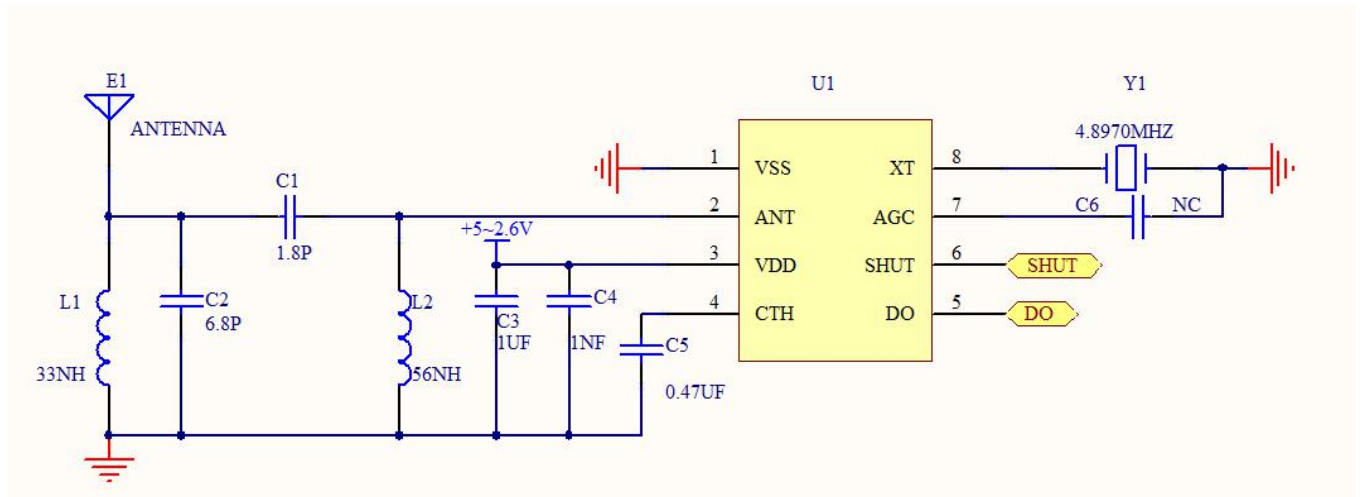 E1
ANTENNA
L1
33NH
C2
6.8P
C1
1.8P
L2
56NH
+5~2.6V
C3
1UF
C4
1NF
C5
0.47UF
U1
1 VSS XT 8
2 ANT AGC 7
3 VDD SHUT 6
4 CTH DO 5
Y1
4.8970MHZ
C6 NC
SHUT
DO